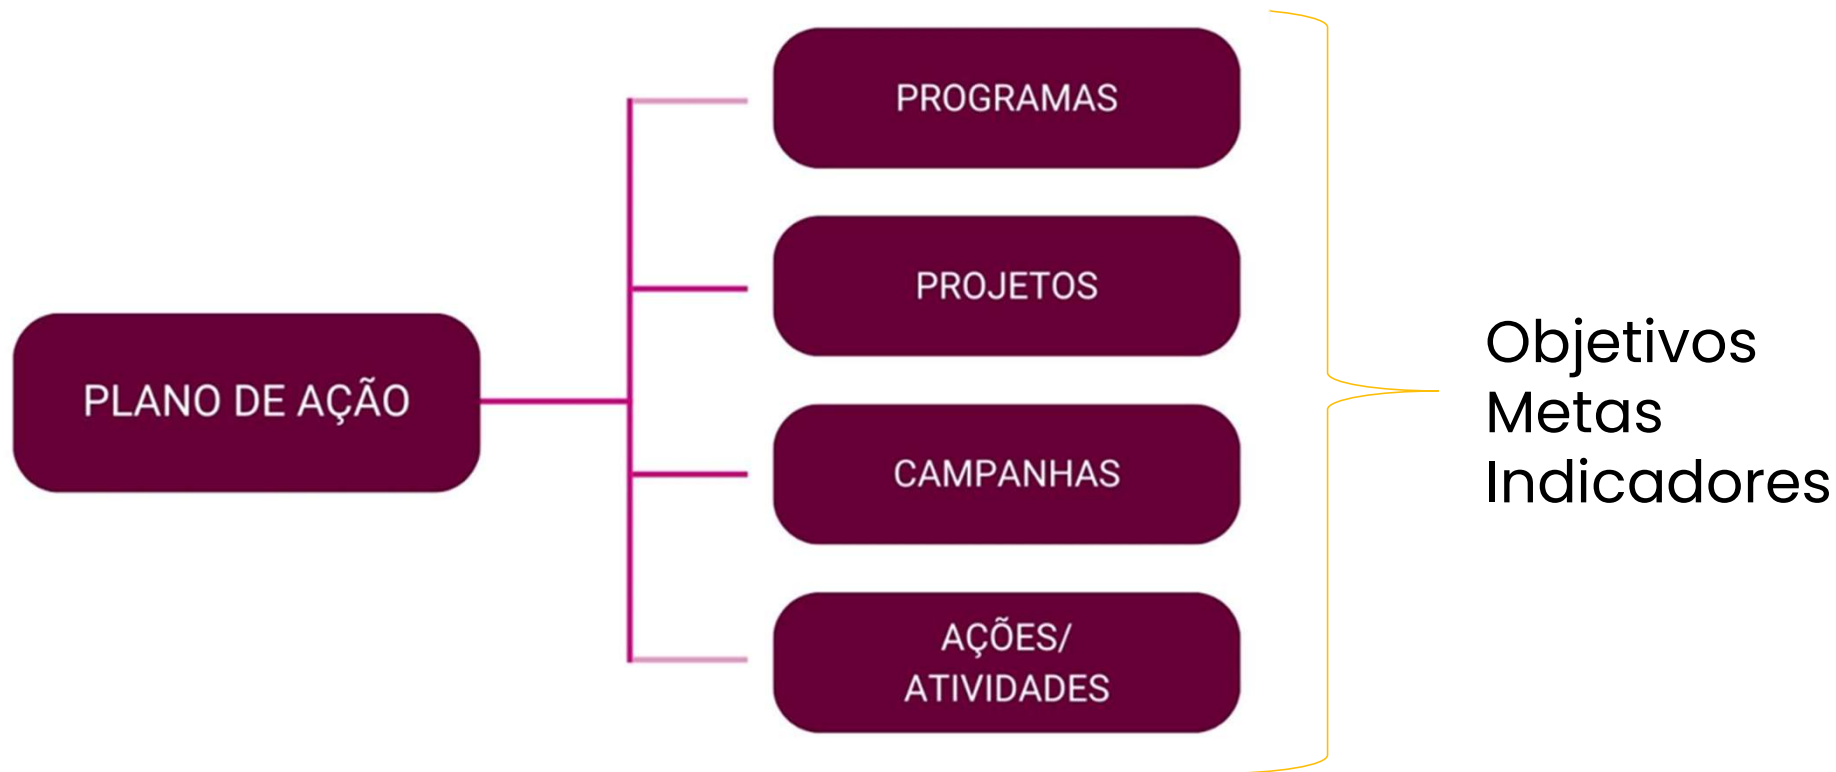 PLANO DE AÇÃO
PROGRAMAS
PROJETOS
CAMPANHAS
AÇÕES/
ATIVIDADES
Objetivos
Metas
Indicadores